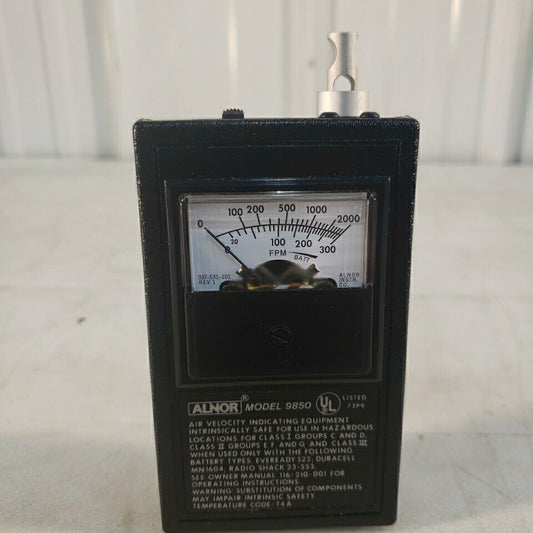 0 100 200 500 1000 2000
0 20 100 200 300
FPM BATT
337-531-101 ALNOR
REV 1 INSTR.
CO.
ALNOR® MODEL 9850 UL LISTED
73P9
AIR VELOCITY INDICATING EQUIPMENT
INTRINSICALLY SAFE FOR USE IN HAZARDOUS
LOCATIONS FOR CLASS I GROUPS C AND D,
CLASS II GROUPS E, F AND G, AND CLASS III
WHEN USED ONLY WITH THE FOLLOWING
BATTERY TYPES: EVEREADY 522, DURACELL
MN1604, RADIO SHACK 23-553.
SEE OWNER MANUAL 116-210-001 FOR
OPERATING INSTRUCTIONS.
WARNING: SUBSTITUTION OF COMPONENTS
MAY IMPAIR INTRINSIC SAFETY
TEMPERATURE CODE-T4A